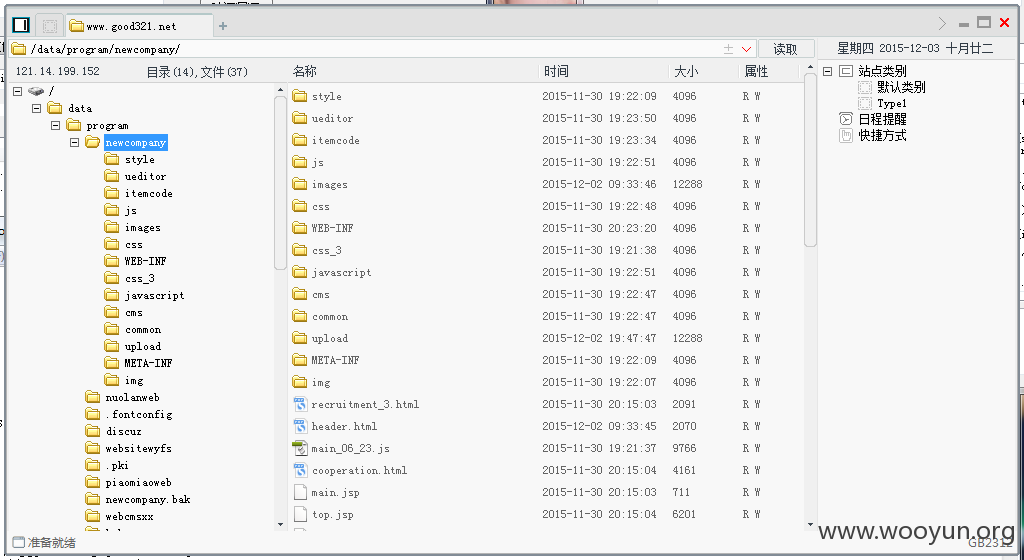 www.good321.net
/data/program/newcompany/
读取
星期四 2015-12-03 十月廿二
121.14.199.152 目录(14),文件(37)
名称 时间 大小 属性
/
data
program
newcompany
style
ueditor
itemcode
js
images
css
WEB-INF
css_3
javascript
cms
common
upload
META-INF
img
nuolanweb
.fontconfig
discuz
websitewyfs
.pki
piaomiaoweb
newcompany.bak
webcmsxx
style 2015-11-30 19:22:09 4096 R W
ueditor 2015-11-30 19:23:50 4096 R W
itemcode 2015-11-30 19:23:34 4096 R W
js 2015-11-30 19:22:51 4096 R W
images 2015-12-02 09:33:46 12288 R W
css 2015-11-30 19:22:48 4096 R W
WEB-INF 2015-11-30 20:23:20 4096 R W
css_3 2015-11-30 19:21:38 4096 R W
javascript 2015-11-30 19:22:51 4096 R W
cms 2015-11-30 19:22:47 4096 R W
common 2015-11-30 19:22:47 4096 R W
upload 2015-12-02 19:47:47 12288 R W
META-INF 2015-11-30 19:22:09 4096 R W
img 2015-11-30 19:22:07 4096 R W
recruitment_3.html 2015-11-30 20:15:03 2091 R W
header.html 2015-12-02 09:33:45 2070 R W
main_06_23.js 2015-11-30 19:21:37 9766 R W
cooperation.html 2015-11-30 20:15:04 4161 R W
main.jsp 2015-11-30 20:15:03 711 R W
top.jsp 2015-11-30 20:15:04 6201 R W
站点类别
默认类别
Type1
日程提醒
快捷方式
www.wooyun.org
准备就绪
GB2312